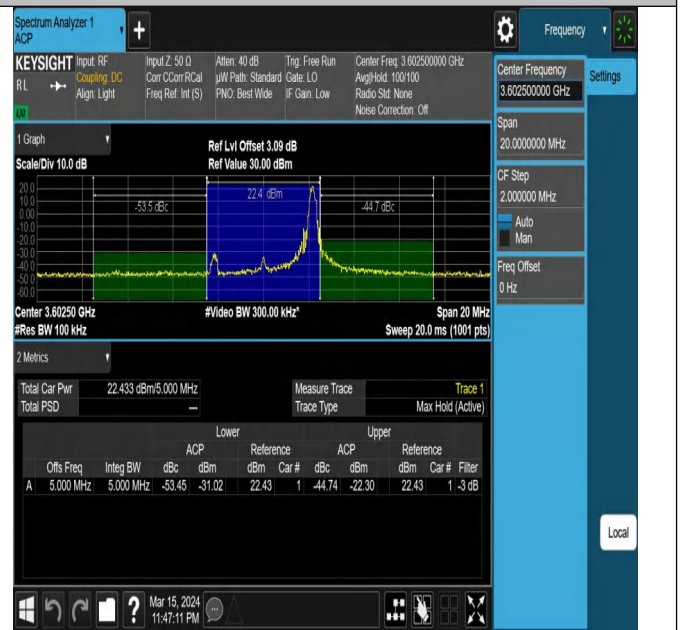 Spectrum Analyzer 1
ACP
Frequency
KEYSIGHT Input: RF Input Z: 50 Ω Atten: 40 dB Trig: Free Run Center Freq: 3.602500000 GHz
RL Coupling: DC Corr CCorr RCal µW Path: Standard Gate: LO Avg|Hold: 100/100
Align: Light Freq Ref: Int (S) PNO: Best Wide IF Gain: Low Radio Std: None
LXI Noise Correction: Off
Center Frequency
3.602500000 GHz
Settings
Span
20.0000000 MHz
CF Step
2.000000 MHz
Auto
Man
Freq Offset
0 Hz
Local
1 Graph
Ref Lvl Offset 3.09 dB
Scale/Div 10.0 dB Ref Value 30.00 dBm
20.0
10.0
0.00
-10.0
-20.0
-30.0
-40.0
-50.0
-60.0
-53.5 dBc 22.4 dBm -44.7 dBc
Center 3.60250 GHz #Video BW 300.00 kHz* Span 20 MHz
#Res BW 100 kHz Sweep 20.0 ms (1001 pts)
2 Metrics
Total Car Pwr 22.433 dBm/5.000 MHz Measure Trace Trace 1
Total PSD --- Trace Type Max Hold (Active)
Lower Upper
ACP Reference ACP Reference
Offs Freq Integ BW dBc dBm dBm Car # dBc dBm dBm Car # Filter
A 5.000 MHz 5.000 MHz -53.45 -31.02 22.43 1 -44.74 -22.30 22.43 1 -3 dB
Mar 15, 2024
11:47:11 PM